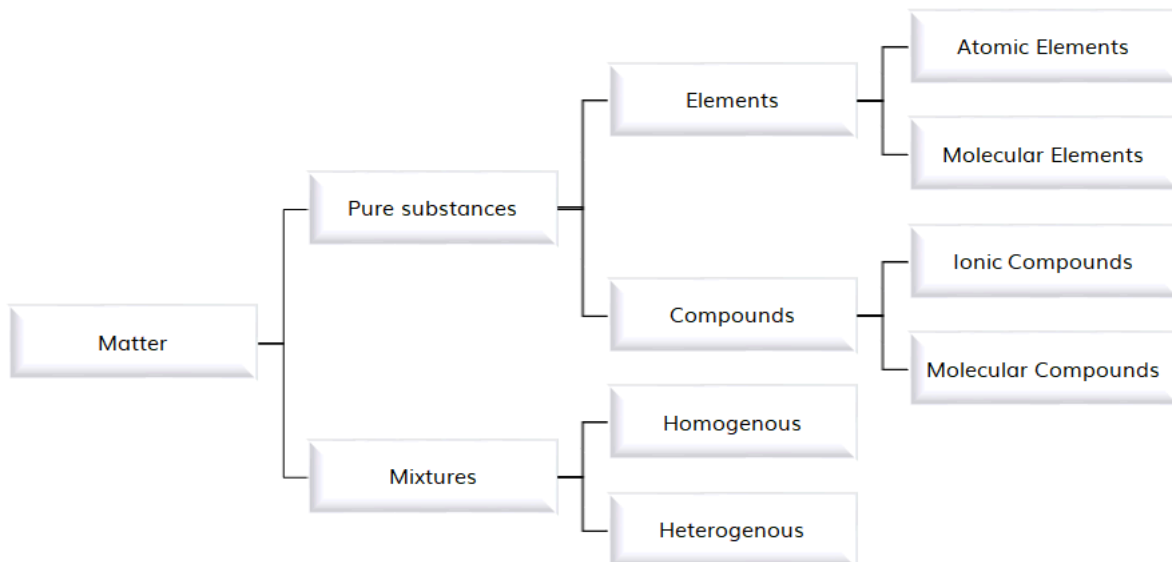 Matter
Pure substances
Elements
Atomic Elements
Molecular Elements
Compounds
Ionic Compounds
Molecular Compounds
Mixtures
Homogenous
Heterogenous